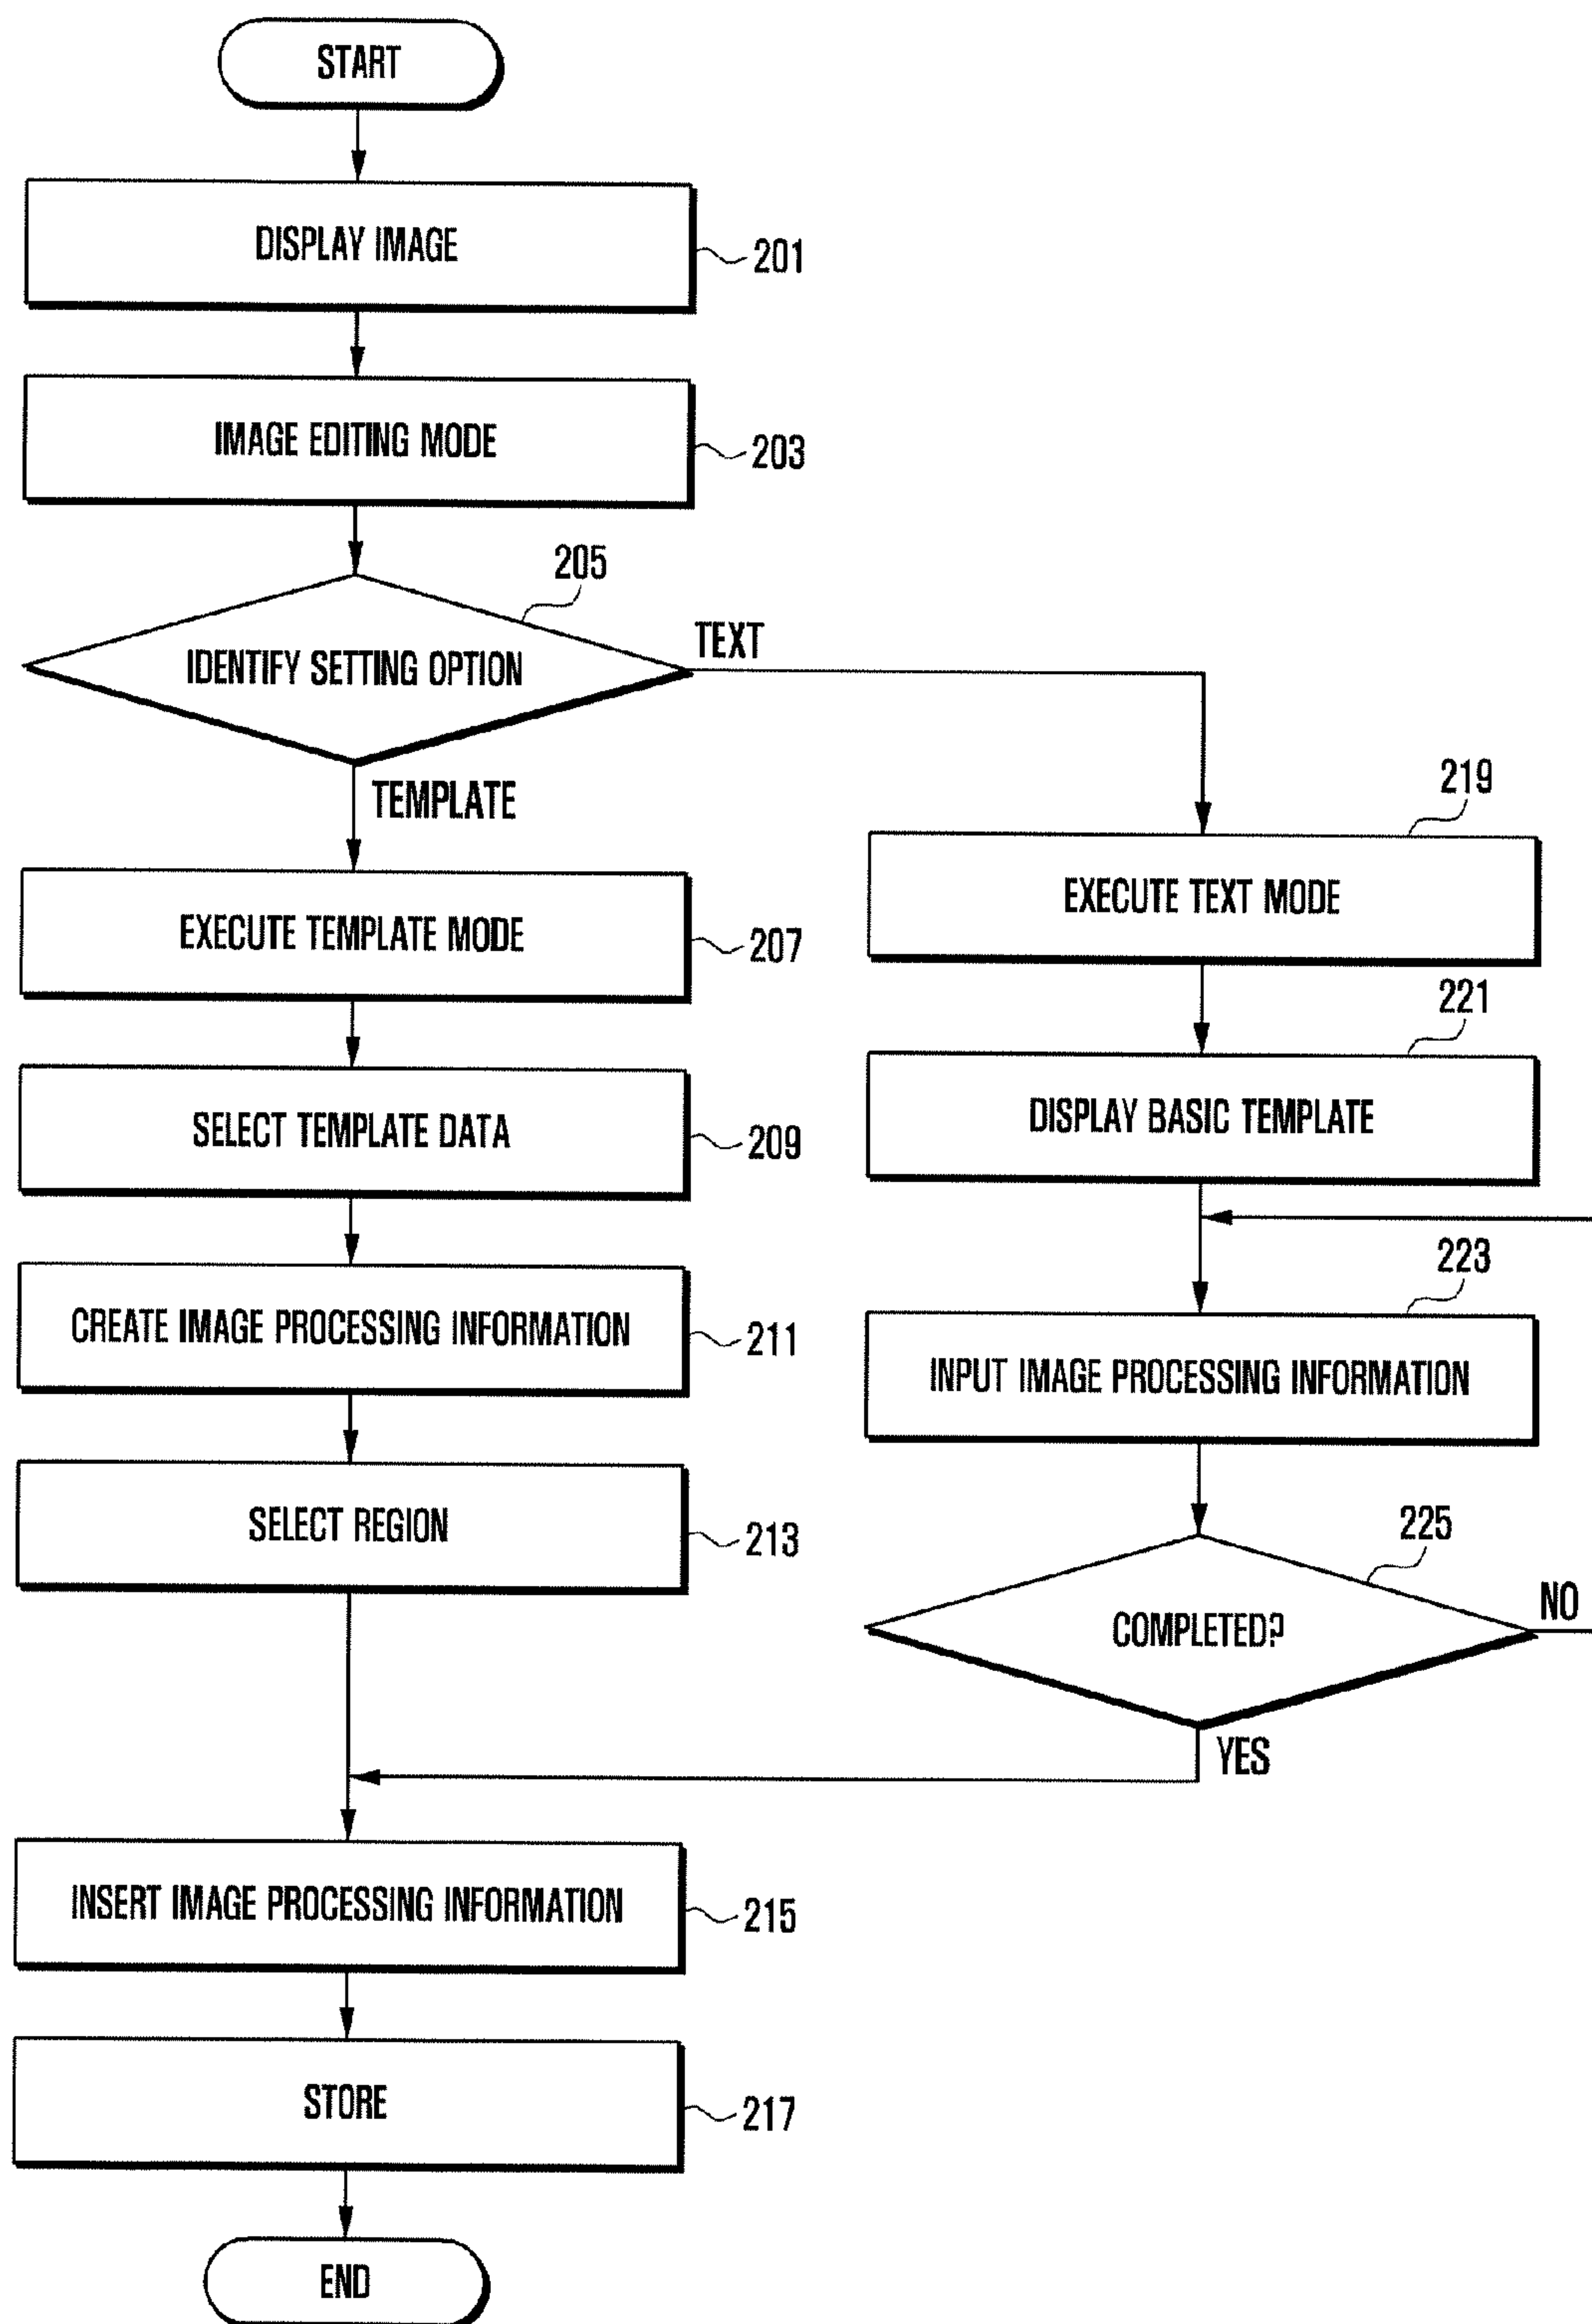 START
DISPLAY IMAGE
201
IMAGE EDITING MODE
203
205
IDENTIFY SETTING OPTION
TEXT
TEMPLATE
EXECUTE TEMPLATE MODE
207
SELECT TEMPLATE DATA
209
CREATE IMAGE PROCESSING INFORMATION
211
SELECT REGION
213
219
EXECUTE TEXT MODE
221
DISPLAY BASIC TEMPLATE
223
INPUT IMAGE PROCESSING INFORMATION
225
COMPLETED?
NO
YES
INSERT IMAGE PROCESSING INFORMATION
215
STORE
217
END